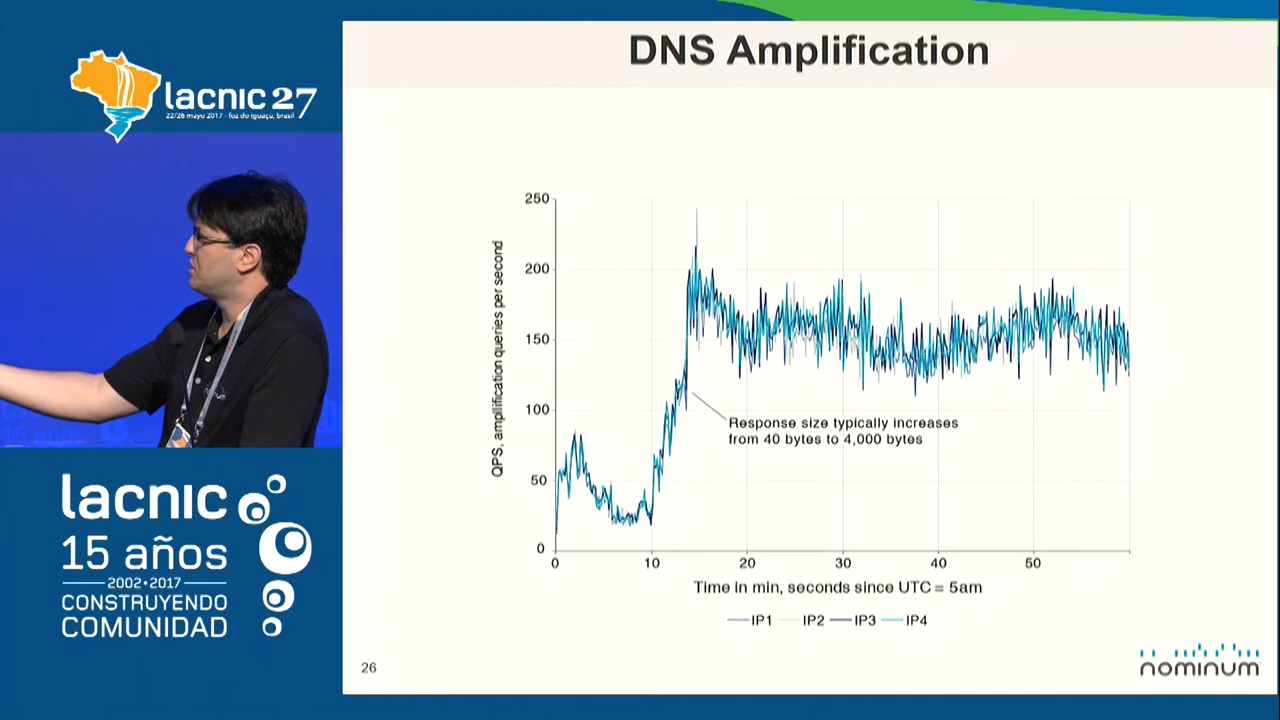 DNS Amplification
lacnic 27
22/26 mayo 2017 - foz do iguaçu, brasil
250
200
150
100
50
0
QPS, amplification queries per second
Response size typically increases
from 40 bytes to 4,000 bytes
0 10 20 30 40 50
Time in min, seconds since UTC = 5am
IP1 IP2 IP3 IP4
lacnic
15 años
2002•2017
CONSTRUYENDO
COMUNIDAD
26
nominum